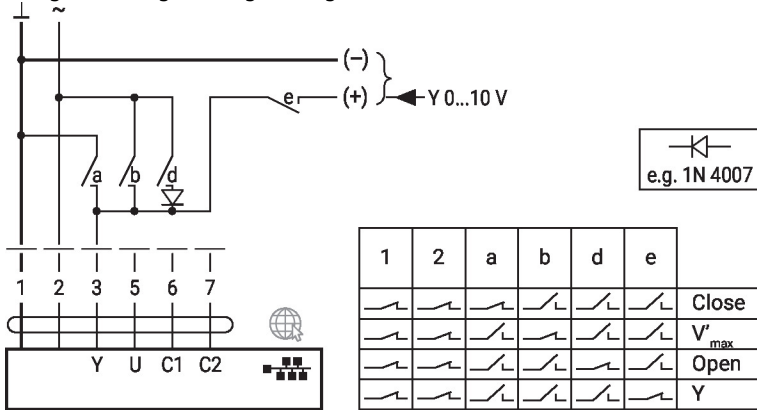 ~
(–)
e (+) Y 0...10 V
a b d
e.g. 1N 4007
1 2 3 5 6 7
Y U C1 C2
1 2 a b d e
Close
V'max
Open
Y